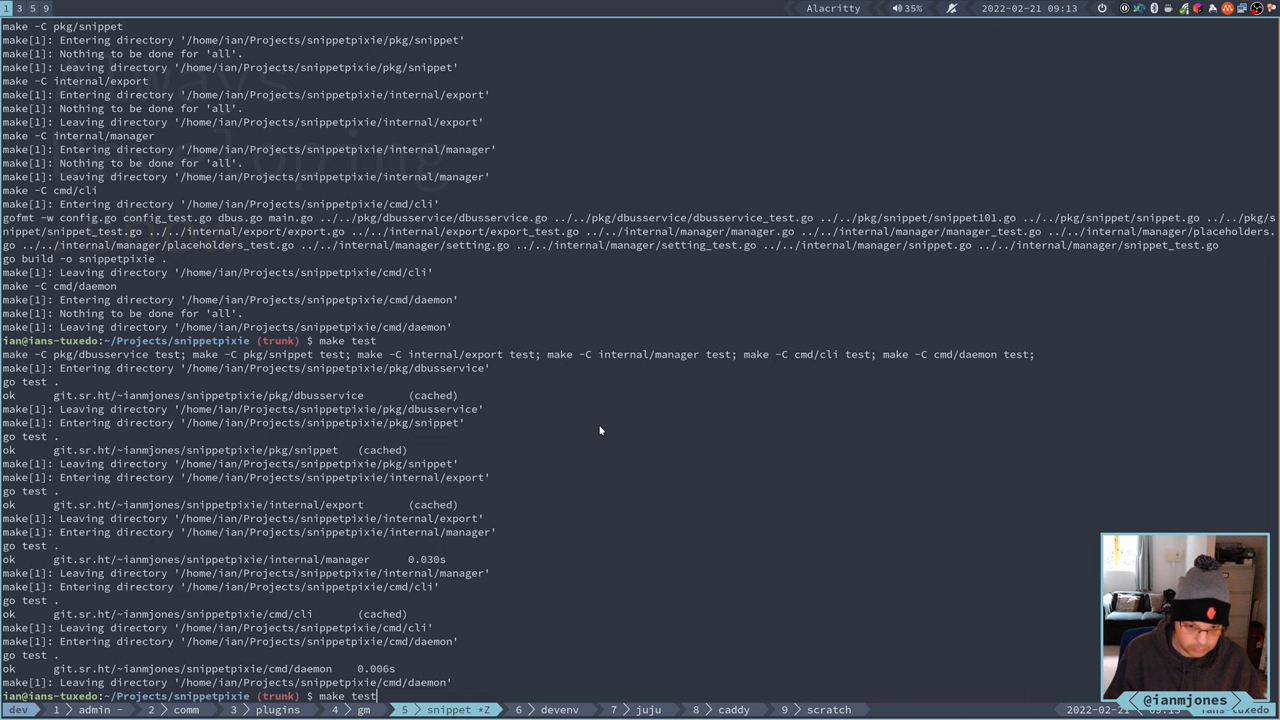 1 3 5 9 Alacritty 35% 2022-02-21 09:13
make -C pkg/snippet
make[1]: Entering directory '/home/ian/Projects/snippetpixie/pkg/snippet'
make[1]: Nothing to be done for 'all'.
make[1]: Leaving directory '/home/ian/Projects/snippetpixie/pkg/snippet'
make -C internal/export
make[1]: Entering directory '/home/ian/Projects/snippetpixie/internal/export'
make[1]: Nothing to be done for 'all'.
make[1]: Leaving directory '/home/ian/Projects/snippetpixie/internal/export'
make -C internal/manager
make[1]: Entering directory '/home/ian/Projects/snippetpixie/internal/manager'
make[1]: Nothing to be done for 'all'.
make[1]: Leaving directory '/home/ian/Projects/snippetpixie/internal/manager'
make -C cmd/cli
make[1]: Entering directory '/home/ian/Projects/snippetpixie/cmd/cli'
gofmt -w config.go config_test.go dbus.go main.go ../../pkg/dbusservice/dbusservice.go ../../pkg/dbusservice/dbusservice_test.go ../../pkg/snippet/snippet101.go ../../pkg/snippet/snippet.go ../../pkg/s
nippet/snippet_test.go ../../internal/export/export.go ../../internal/export/export_test.go ../../internal/manager/manager.go ../../internal/manager/manager_test.go ../../internal/manager/placeholders.
go ../../internal/manager/placeholders_test.go ../../internal/manager/setting.go ../../internal/manager/setting_test.go ../../internal/manager/snippet.go ../../internal/manager/snippet_test.go
go build -o snippetpixie .
make[1]: Leaving directory '/home/ian/Projects/snippetpixie/cmd/cli'
make -C cmd/daemon
make[1]: Entering directory '/home/ian/Projects/snippetpixie/cmd/daemon'
make[1]: Nothing to be done for 'all'.
make[1]: Leaving directory '/home/ian/Projects/snippetpixie/cmd/daemon'
ian@ians-tuxedo:~/Projects/snippetpixie (trunk) $ make test
make -C pkg/dbusservice test; make -C pkg/snippet test; make -C internal/export test; make -C internal/manager test; make -C cmd/cli test; make -C cmd/daemon test;
make[1]: Entering directory '/home/ian/Projects/snippetpixie/pkg/dbusservice'
go test .
ok git.sr.ht/~ianmjones/snippetpixie/pkg/dbusservice (cached)
make[1]: Leaving directory '/home/ian/Projects/snippetpixie/pkg/dbusservice'
make[1]: Entering directory '/home/ian/Projects/snippetpixie/pkg/snippet'
go test .
ok git.sr.ht/~ianmjones/snippetpixie/pkg/snippet (cached)
make[1]: Leaving directory '/home/ian/Projects/snippetpixie/pkg/snippet'
make[1]: Entering directory '/home/ian/Projects/snippetpixie/internal/export'
go test .
ok git.sr.ht/~ianmjones/snippetpixie/internal/export (cached)
make[1]: Leaving directory '/home/ian/Projects/snippetpixie/internal/export'
make[1]: Entering directory '/home/ian/Projects/snippetpixie/internal/manager'
go test .
ok git.sr.ht/~ianmjones/snippetpixie/internal/manager 0.030s
make[1]: Leaving directory '/home/ian/Projects/snippetpixie/internal/manager'
make[1]: Entering directory '/home/ian/Projects/snippetpixie/cmd/cli'
go test .
ok git.sr.ht/~ianmjones/snippetpixie/cmd/cli (cached)
make[1]: Leaving directory '/home/ian/Projects/snippetpixie/cmd/cli'
make[1]: Entering directory '/home/ian/Projects/snippetpixie/cmd/daemon'
go test .
ok git.sr.ht/~ianmjones/snippetpixie/cmd/daemon 0.006s
make[1]: Leaving directory '/home/ian/Projects/snippetpixie/cmd/daemon'
ian@ians-tuxedo:~/Projects/snippetpixie (trunk) $ make test
@ianmjones
dev 1 admin - 2 comm 3 plugins 4 gm 5 snippet *Z 6 devenv 7 juju 8 caddy 9 scratch 2022-02-21